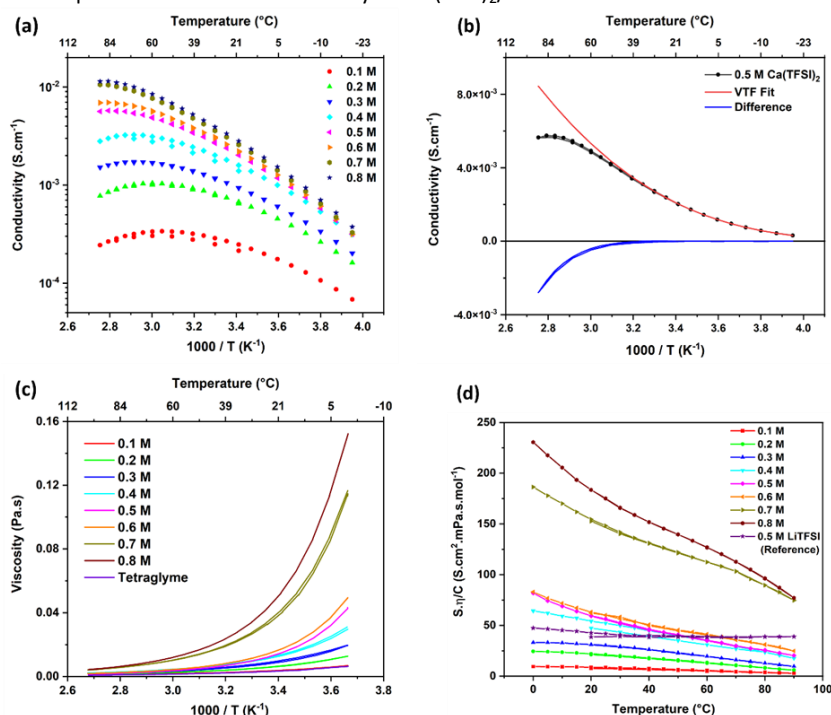 (a)
Temperature (°C)
112 84 60 39 21 5 -10 -23
10⁻²
10⁻³
10⁻⁴
Conductivity (S.cm⁻¹)
0.1 M
0.2 M
0.3 M
0.4 M
0.5 M
0.6 M
0.7 M
0.8 M
2.6 2.8 3.0 3.2 3.4 3.6 3.8 4.0
1000 / T (K⁻¹)
(b)
Temperature (°C)
112 84 60 39 21 5 -10 -23
8.0×10⁻³
4.0×10⁻³
0.0
-4.0×10⁻³
Conductivity (S.cm⁻¹)
0.5 M Ca(TFSI)₂
VTF Fit
Difference
2.6 2.8 3.0 3.2 3.4 3.6 3.8 4.0
1000 / T (K⁻¹)
(c)
Temperature (°C)
112 84 60 39 21 5 -10
0.16
0.12
0.08
0.04
0.00
Viscosity (Pa.s)
0.1 M
0.2 M
0.3 M
0.4 M
0.5 M
0.6 M
0.7 M
0.8 M
Tetraglyme
2.6 2.8 3.0 3.2 3.4 3.6 3.8
1000 / T (K⁻¹)
(d)
250
200
150
100
50
0
S.η/C (S.cm².mPa.s.mol⁻¹)
0.1 M
0.2 M
0.3 M
0.4 M
0.5 M
0.6 M
0.7 M
0.8 M
0.5 M LiTFSI
(Reference)
0 20 40 60 80 100
Temperature (°C)